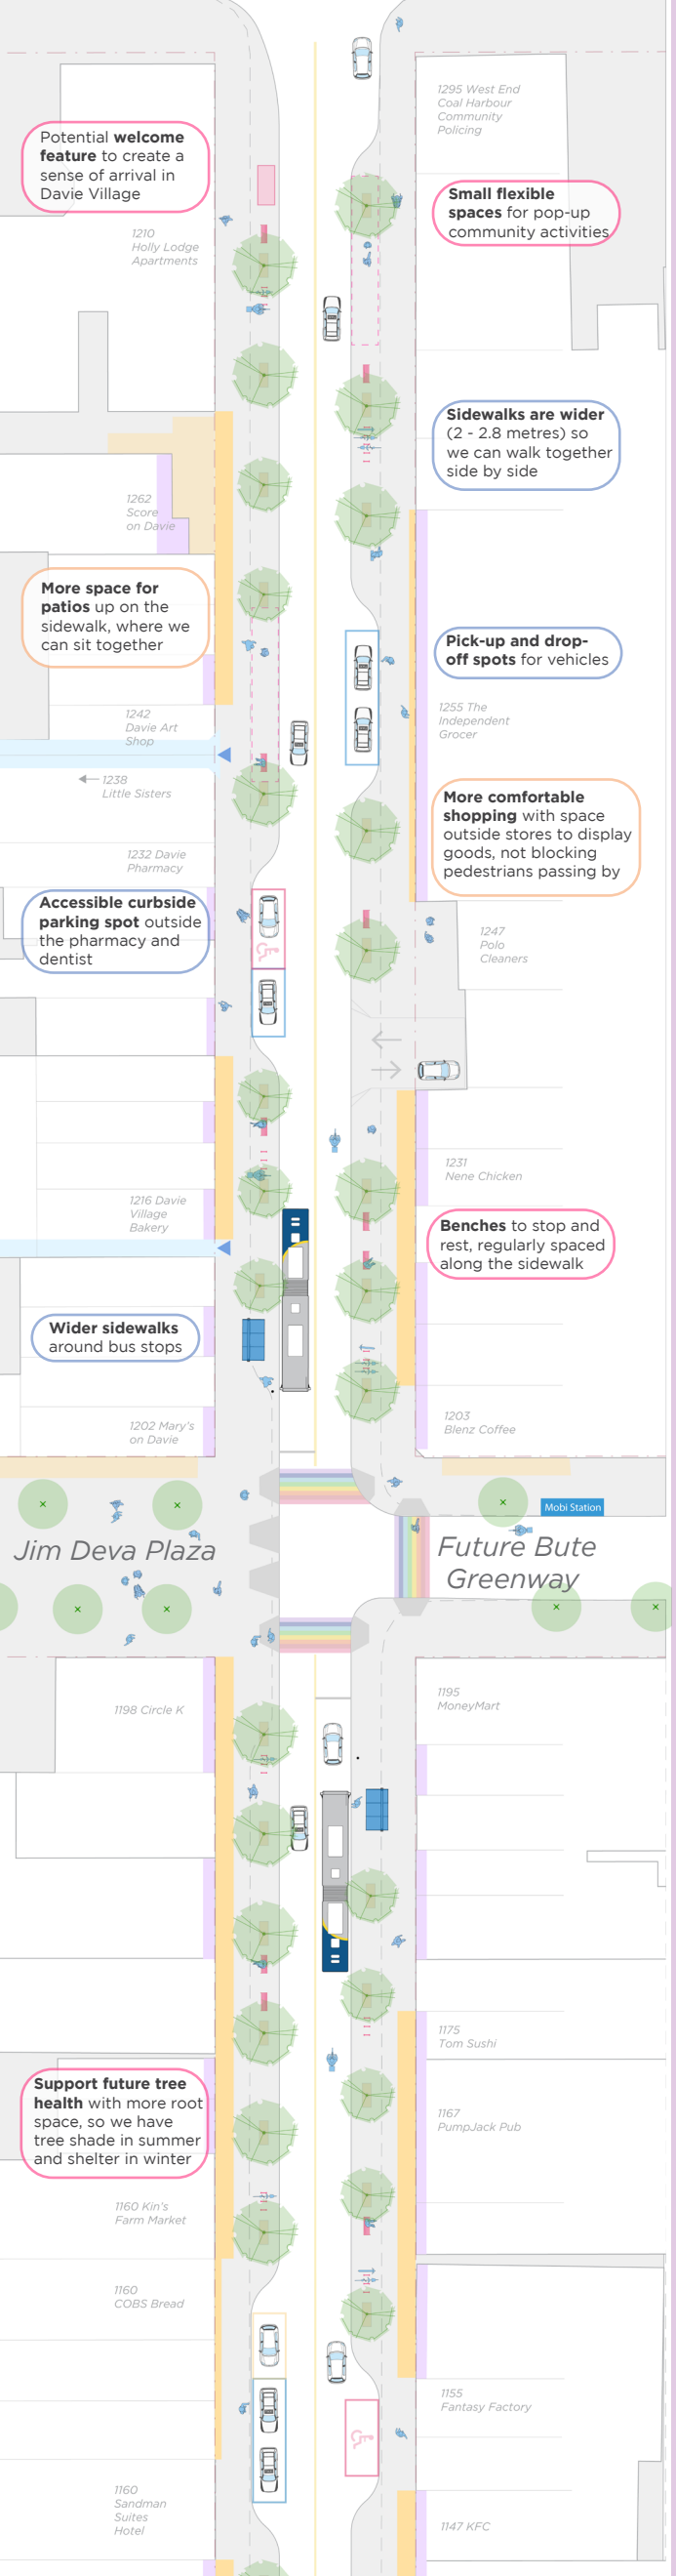 1295 West End
Coal Harbour
Community
Policing
Potential welcome
feature to create a
sense of arrival in
Davie Village
Small flexible
spaces for pop-up
community activities
1210
Holly Lodge
Apartments
Sidewalks are wider
(2 - 2.8 metres) so
we can walk together
side by side
1262
Score
on Davie
More space for
patios up on the
sidewalk, where we
can sit together
Pick-up and drop-
off spots for vehicles
1255 The
Independent
Grocer
1242
Davie Art
Shop
1238
Little Sisters
More comfortable
shopping with space
outside stores to display
goods, not blocking
pedestrians passing by
1232 Davie
Pharmacy
Accessible curbside
parking spot outside
the pharmacy and
dentist
1247
Polo
Cleaners
1231
Nene Chicken
1216 Davie
Village
Bakery
Benches to stop and
rest, regularly spaced
along the sidewalk
Wider sidewalks
around bus stops
1202 Mary's
on Davie
1203
Blenz Coffee
Mobi Station
Jim Deva Plaza
Future Bute
Greenway
1198 Circle K
1195
MoneyMart
1175
Tom Sushi
Support future tree
health with more root
space, so we have
tree shade in summer
and shelter in winter
1167
PumpJack Pub
1160 Kin's
Farm Market
1160
COBS Bread
1155
Fantasy Factory
1160
Sandman
Suites
Hotel
1147 KFC